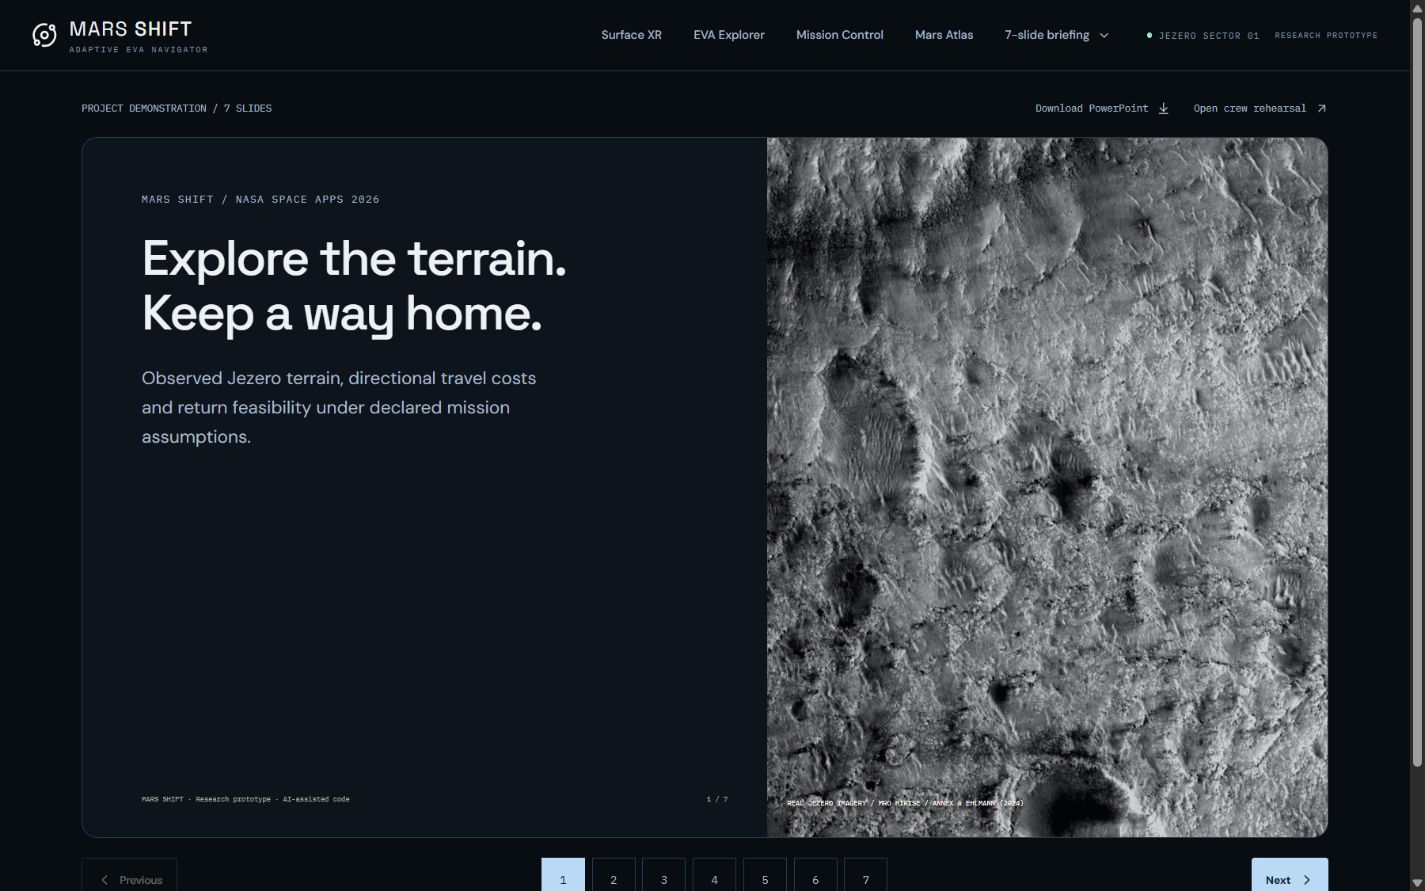 MARS SHIFT
ADAPTIVE EVA NAVIGATOR
Surface XR
EVA Explorer
Mission Control
Mars Atlas
7-slide briefing
JEZERO SECTOR 01
RESEARCH PROTOTYPE
PROJECT DEMONSTRATION / 7 SLIDES
Download PowerPoint
Open crew rehearsal
MARS SHIFT / NASA SPACE APPS 2026
Explore the terrain.
Keep a way home.
Observed Jezero terrain, directional travel costs
and return feasibility under declared mission
assumptions.
MARS SHIFT · Research prototype · AI-assisted code
1 / 7
REAL JEZERO IMAGERY / MRO HIRISE / ANNEX & EHLMANN (2024)
Previous
1
2
3
4
5
6
7
Next